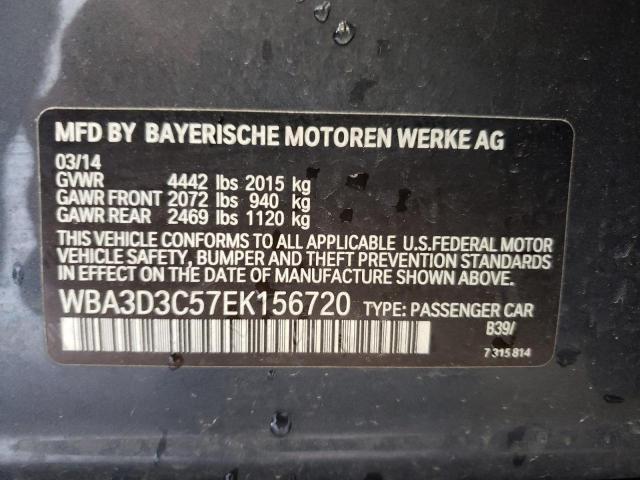 MFD BY BAYERISCHE MOTOREN WERKE AG
03/14
GVWR 4442 lbs 2015 kg
GAWR FRONT 2072 lbs 940 kg
GAWR REAR 2469 lbs 1120 kg
THIS VEHICLE CONFORMS TO ALL APPLICABLE U.S.FEDERAL MOTOR
VEHICLE SAFETY, BUMPER AND THEFT PREVENTION STANDARDS
IN EFFECT ON THE DATE OF MANUFACTURE SHOWN ABOVE.
WBA3D3C57EK156720 TYPE: PASSENGER CAR
B39/
7 315 814